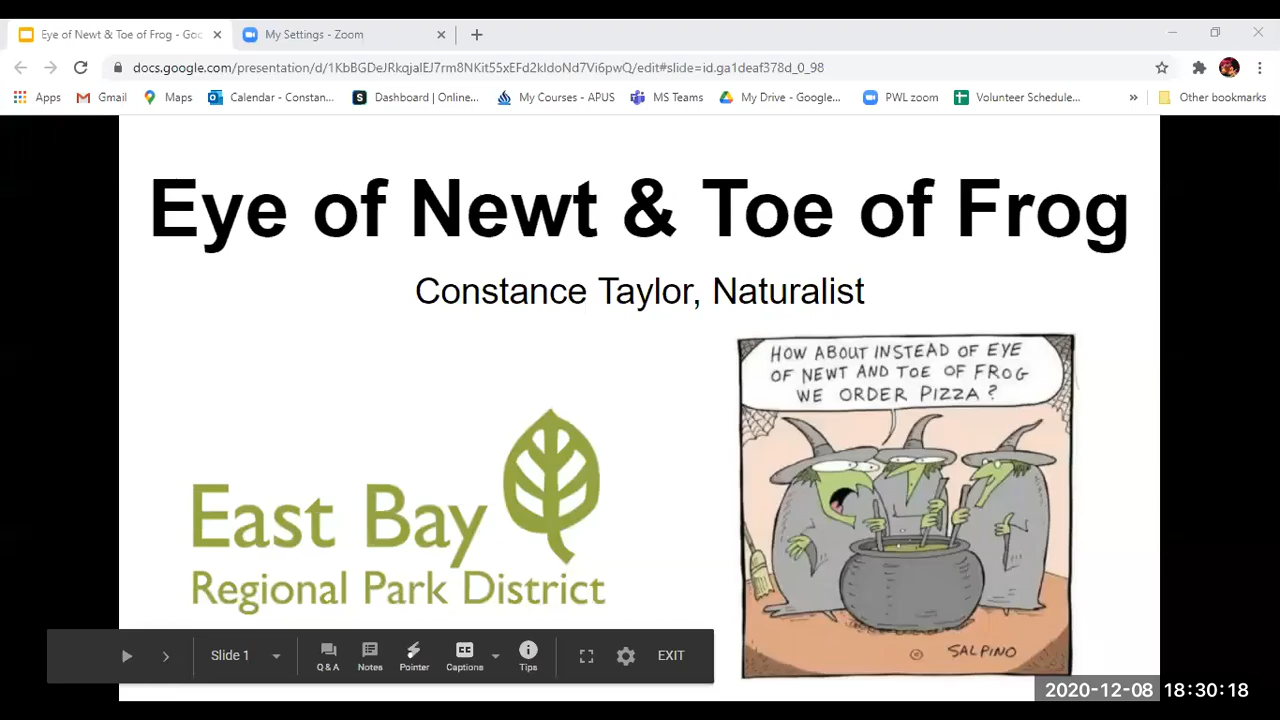 Eye of Newt & Toe of Frog - Goo
My Settings - Zoom
docs.google.com/presentation/d/1KbBGDeJRkqjaIEJ7rm8NKit55xEFd2kIdoNd7Vi6pwQ/edit#slide=id.ga1deaf378d_0_98
Apps
Gmail
Maps
Calendar - Constan...
Dashboard | Online...
My Courses - APUS
MS Teams
My Drive - Google...
PWL zoom
Volunteer Schedule...
»
Other bookmarks
Eye of Newt & Toe of Frog
Constance Taylor, Naturalist
HOW ABOUT INSTEAD OF EYE
OF NEWT AND TOE OF FROG
WE ORDER PIZZA?
East Bay
Regional Park District
© SALPINO
Slide 1
Q & A
Notes
Pointer
CC
Captions
Tips
EXIT
2020-12-08 18:30:18